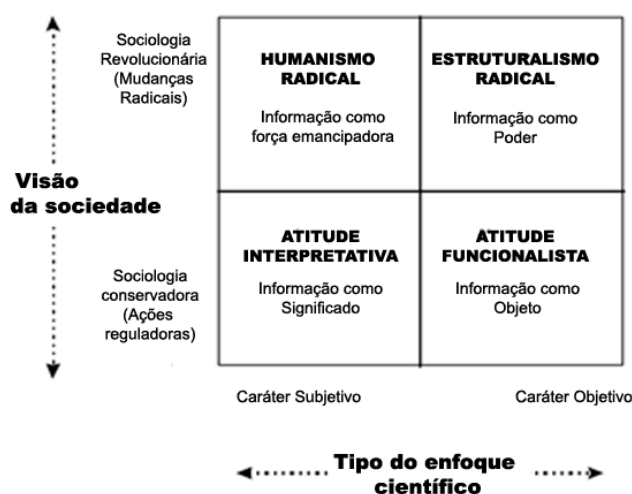 Sociologia
Revolucionária
(Mudanças
Radicais)
HUMANISMO
RADICAL
Informação como
força emancipadora
ESTRUTURALISMO
RADICAL
Informação como
Poder
Visão
da sociedade
Sociologia
conservadora
(Ações
reguladoras)
ATITUDE
INTERPRETATIVA
Informação como
Significado
ATITUDE
FUNCIONALISTA
Informação como
Objeto
Caráter Subjetivo
Caráter Objetivo
Tipo do enfoque
científico